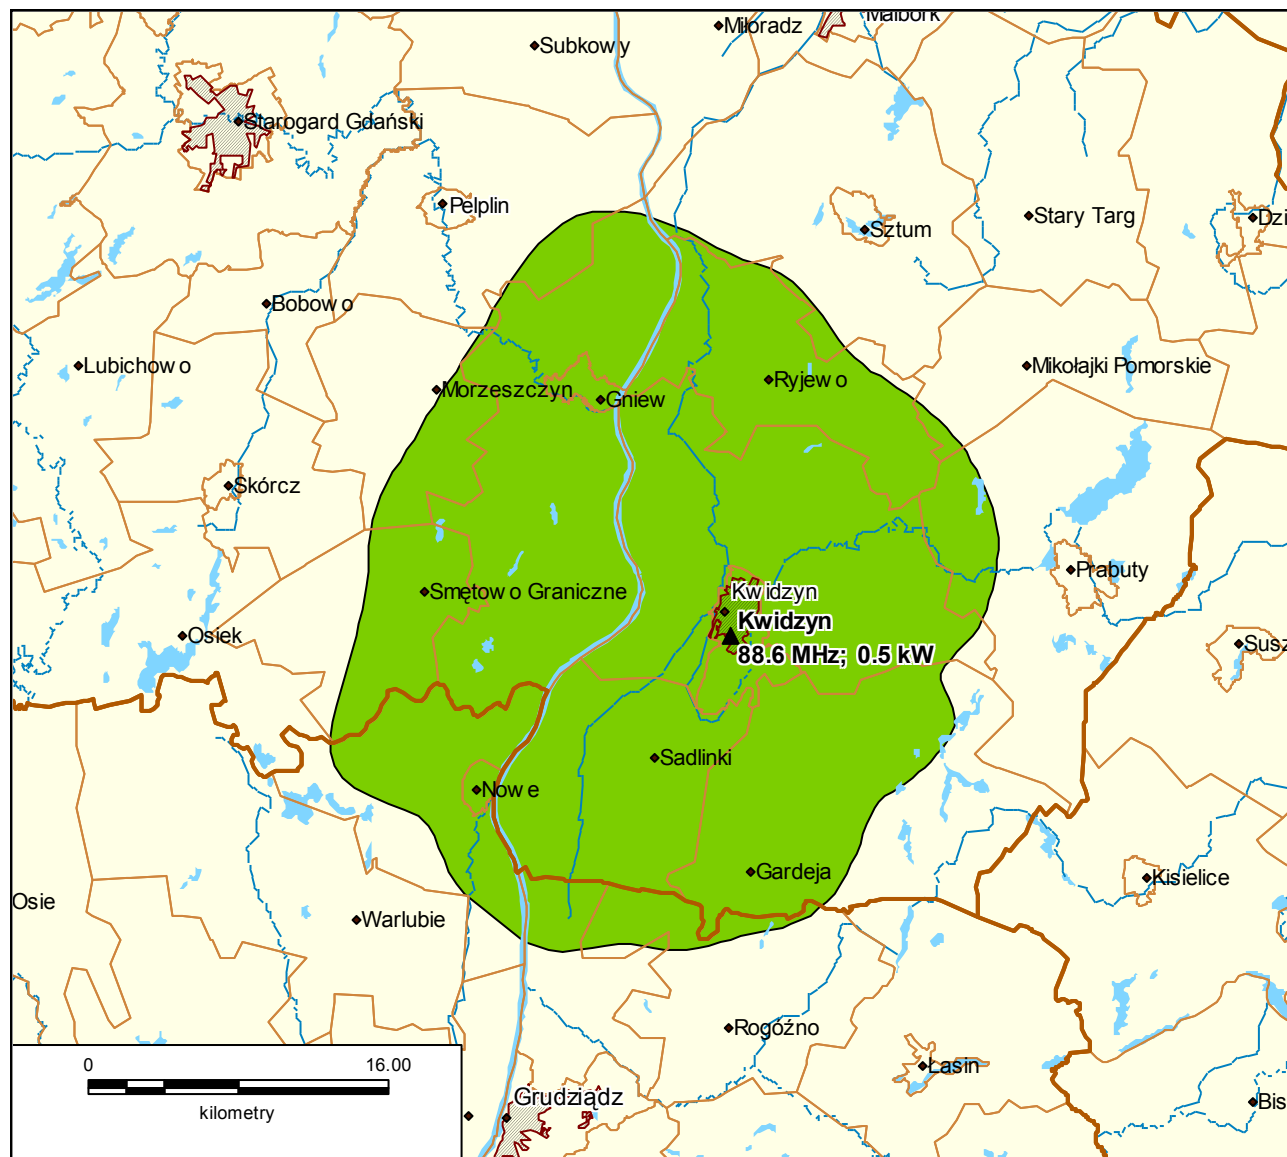 Miłoradz
Malbork
Subkowy
Starogard Gdański
Pelplin
Sztum
Stary Targ
Dzi
Bobowo
Lubichowo
Morzeszczyn
Gniew
Ryjewo
Mikołajki Pomorskie
Skórcz
Smętowo Graniczne
Kwidzyn
Kwidzyn
88.6 MHz; 0.5 kW
Prabuty
Osiek
Susz
Sadlinki
Nowe
Gardeja
Kisielice
Osie
Warlubie
Rogóźno
Łasin
Grudziądz
Bis
0 16.00
kilometry